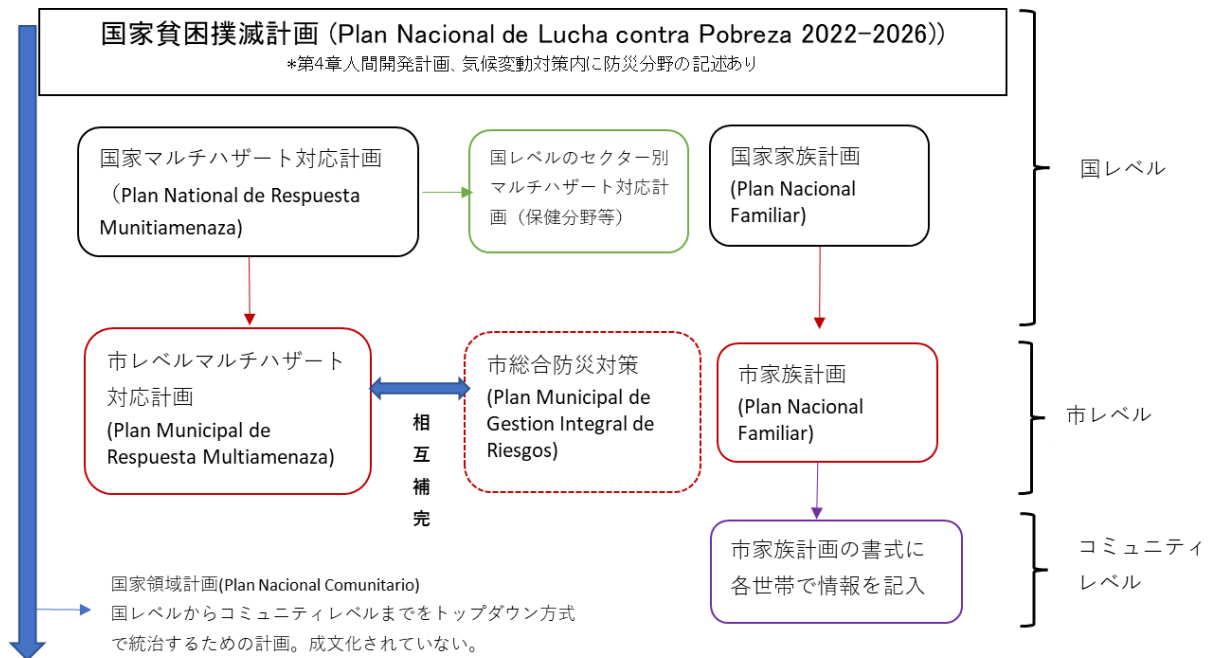 国家貧困撲滅計画 (Plan Nacional de Lucha contra Pobreza 2022-2026))
*第4章人間開発計画、気候変動対策内に防災分野の記述あり
国家マルチハザート対応計画
（Plan National de Respuesta
Munitiamenaza)
国レベルのセクター別
マルチハザート対応計
画（保健分野等）
国家家族計画
(Plan Nacional
Familiar)
国レベル
市レベルマルチハザート
対応計画
(Plan Municipal de
Respuesta Multiamenaza)
相
互
補
完
市総合防災対策
(Plan Municipal de
Gestion Integral de
Riesgos)
市家族計画
(Plan Nacional
Familiar)
市レベル
市家族計画の書式に
各世帯で情報を記入
コミュニティ
レベル
国家領域計画(Plan Nacional Comunitario)
国レベルからコミュニティレベルまでをトップダウン方式
で統治するための計画。成文化されていない。